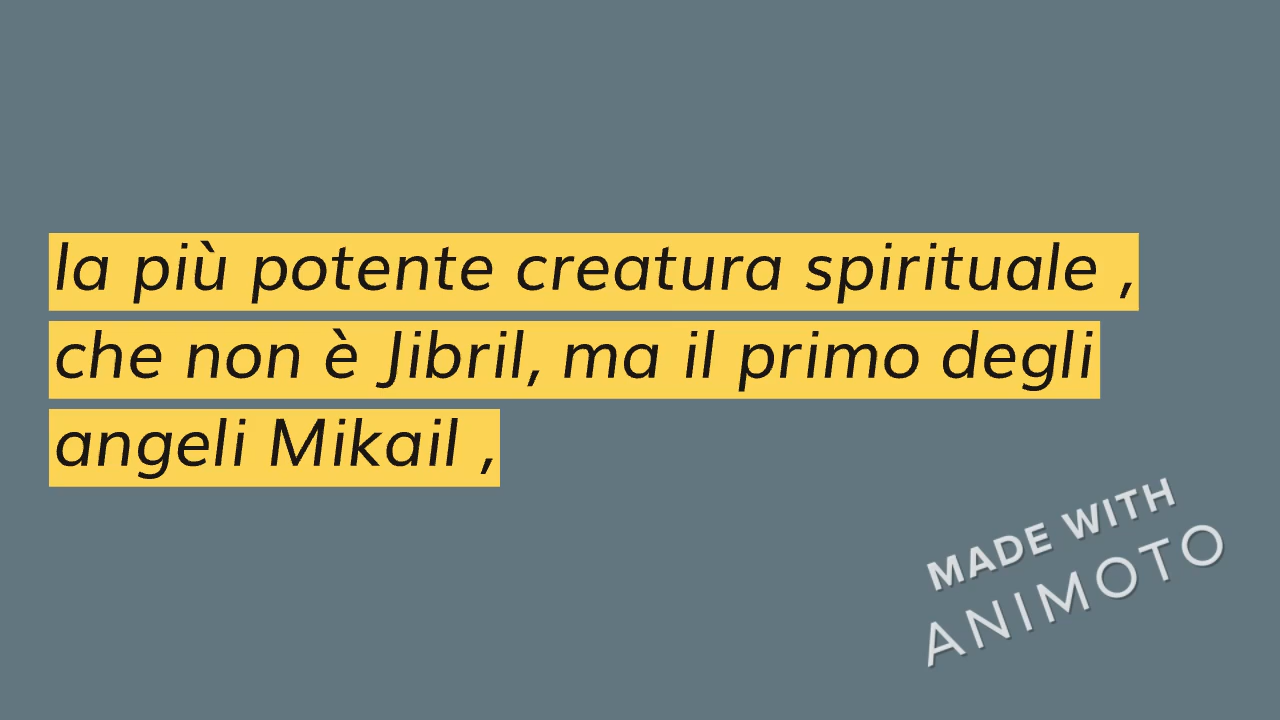 la più potente creatura spirituale ,
che non è Jibril, ma il primo degli
angeli Mikail ,
MADE WITH
ANIMOTO